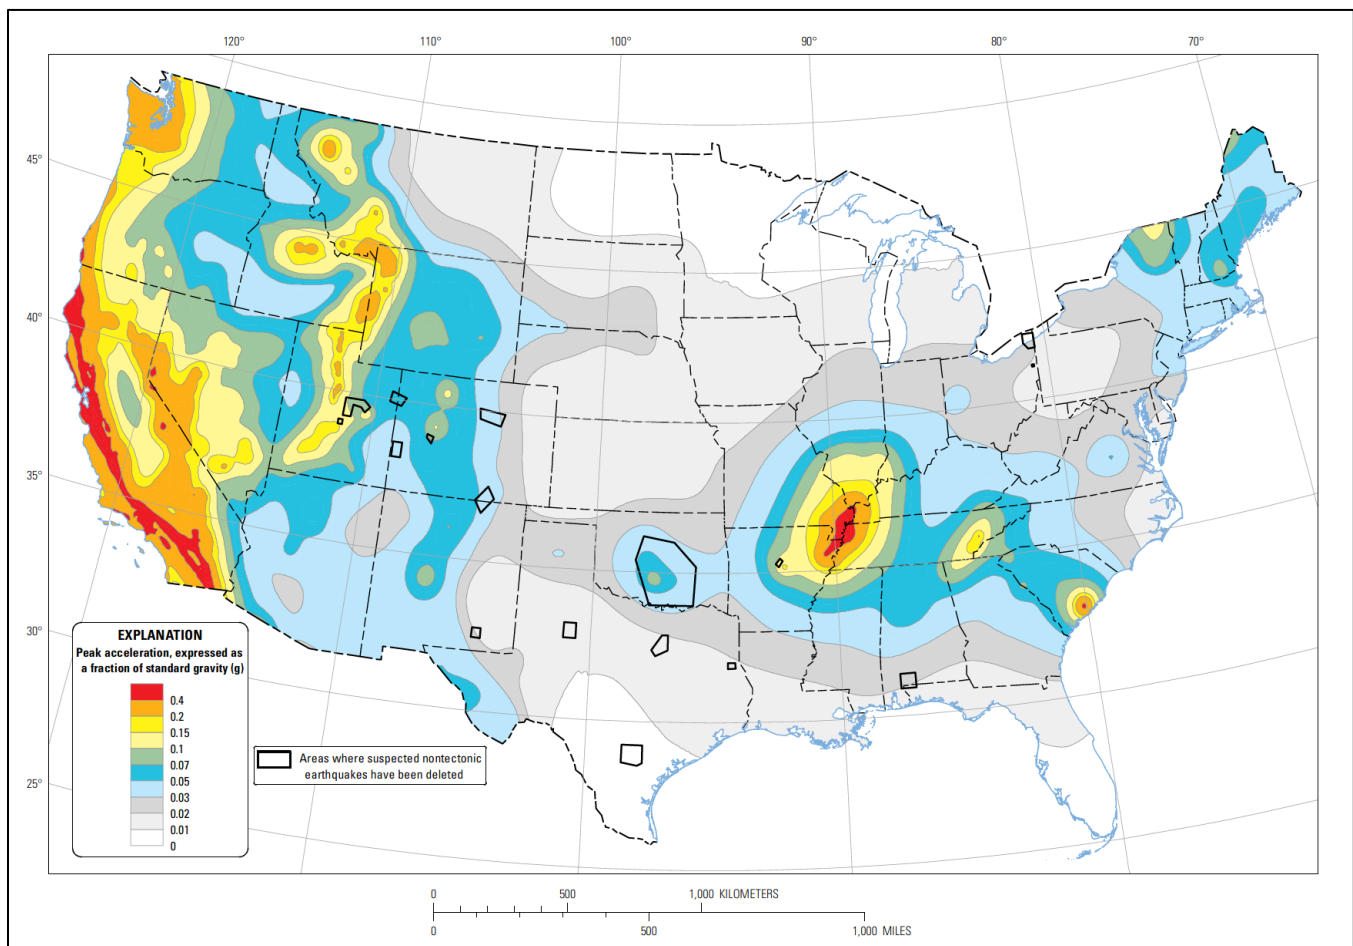 120° 110° 100° 90° 80° 70°
45°
40°
35°
30°
25°
EXPLANATION
Peak acceleration, expressed as
a fraction of standard gravity (g)
0.4
0.2
0.15
0.1
0.07
0.05
0.03
0.02
0.01
0
Areas where suspected nontectonic
earthquakes have been deleted
0 500 1,000 KILOMETERS
0 500 1,000 MILES